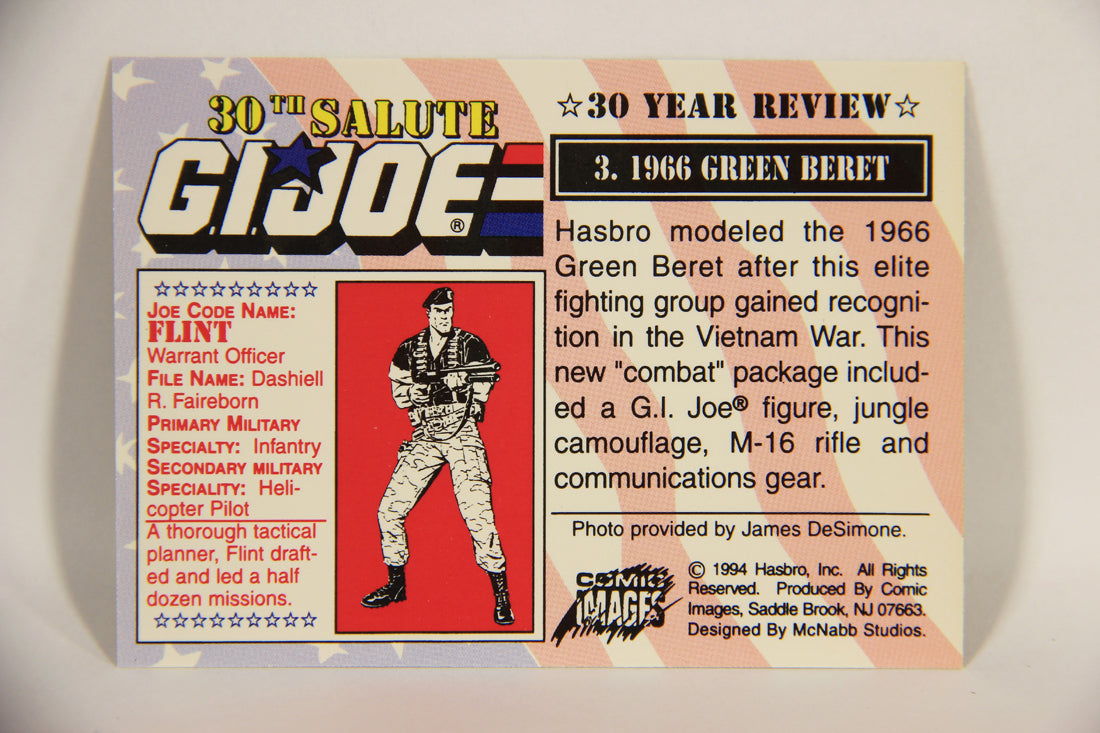 30TH SALUTE
G.I. JOE®
JOE CODE NAME:
FLINT
Warrant Officer
FILE NAME: Dashiell
R. Faireborn
PRIMARY MILITARY
SPECIALTY: Infantry
SECONDARY MILITARY
SPECIALITY: Heli-
copter Pilot
A thorough tactical
planner, Flint draft-
ed and led a half
dozen missions.
☆30 YEAR REVIEW☆
3. 1966 GREEN BERET
Hasbro modeled the 1966
Green Beret after this elite
fighting group gained recogni-
tion in the Vietnam War. This
new "combat" package includ-
ed a G.I. Joe® figure, jungle
camouflage, M-16 rifle and
communications gear.
Photo provided by James DeSimone.
COMIC
IMAGES
© 1994 Hasbro, Inc. All Rights
Reserved. Produced By Comic
Images, Saddle Brook, NJ 07663.
Designed By McNabb Studios.